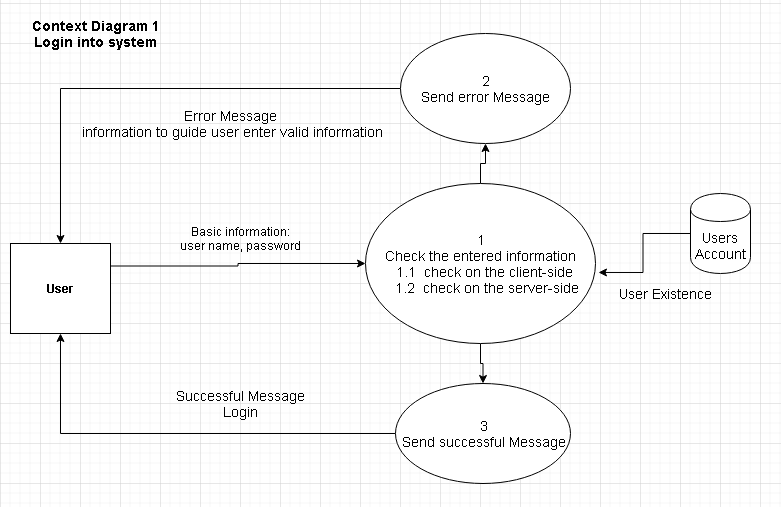 Context Diagram 1
Login into system
2
Send error Message
Error Message
information to guide user enter valid information
Basic information:
user name, password
1
Check the entered information
1.1 check on the client-side
1.2 check on the server-side
Users
Account
User
User Existence
Successful Message
Login
3
Send successful Message